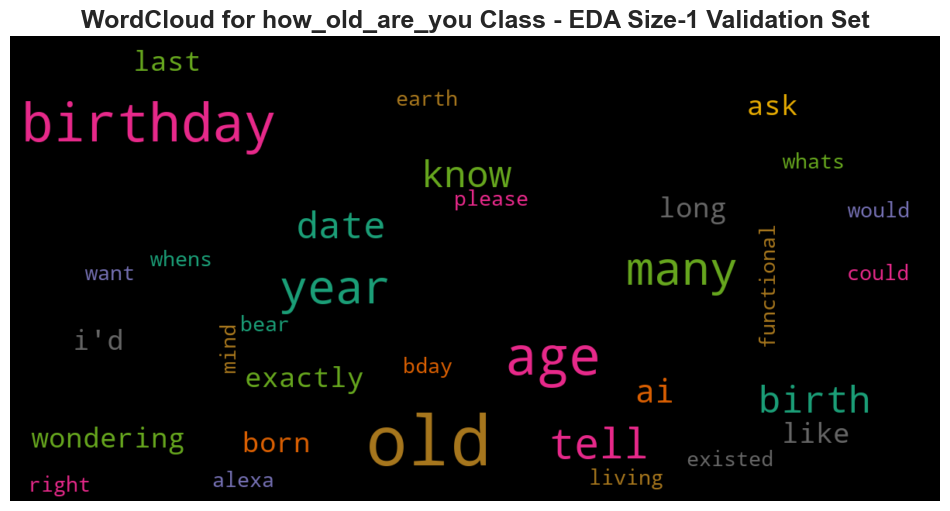 WordCloud for how_old_are_you Class - EDA Size-1 Validation Set
last
earth
ask
birthday
whats
know
please
long
would
date
functional
whens
want
many
could
year
bear
i'd
mind
age
bday
exactly
ai
birth
old
tell
like
wondering
born
existed
living
right
alexa